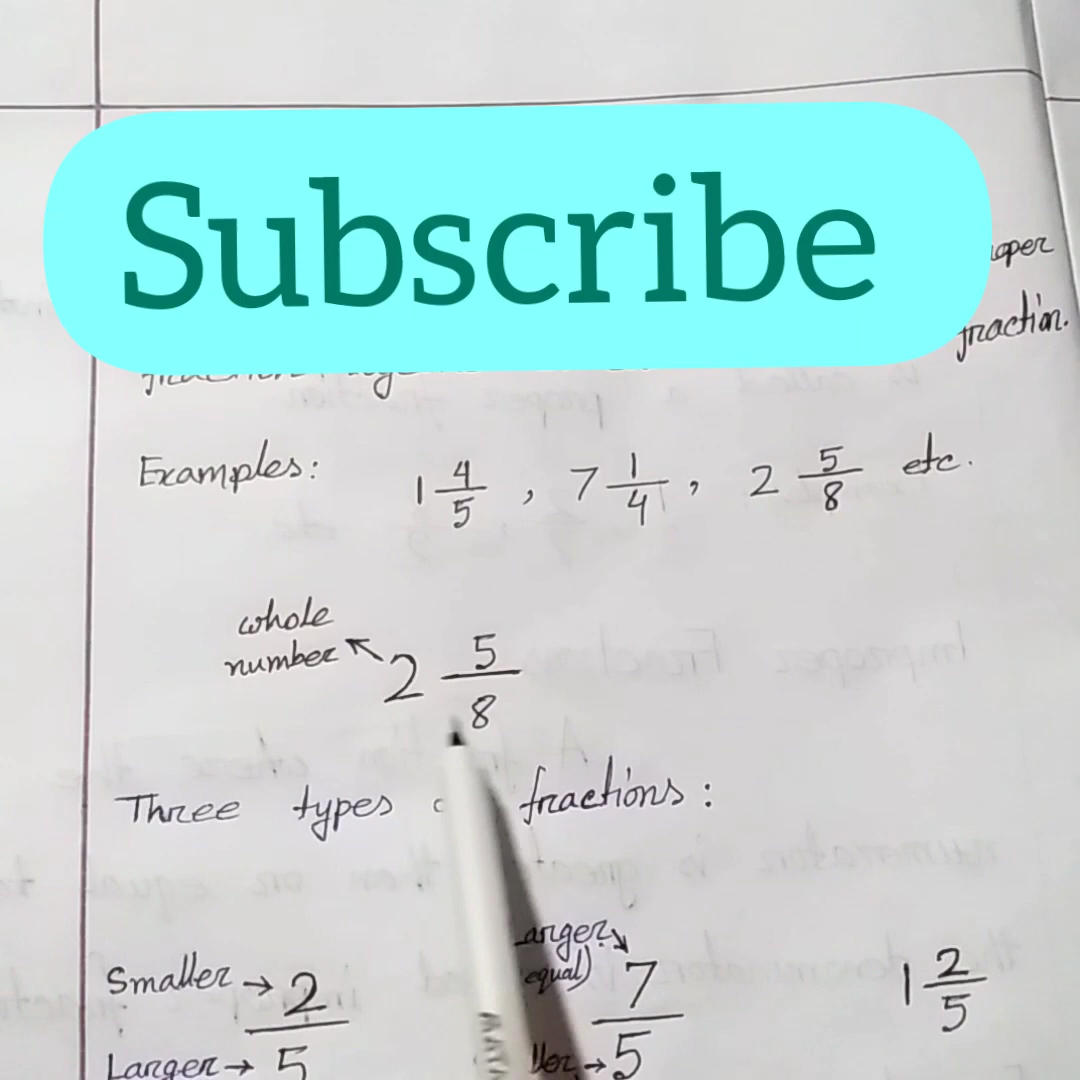 Subscribe
fraction.
Examples: 1 4/5 , 7 1/4 , 2 5/8 etc.
whole
number
2 5/8
Three types fractions :
Smaller → 2/5
Larger →
equal) 7/5
1 2/5